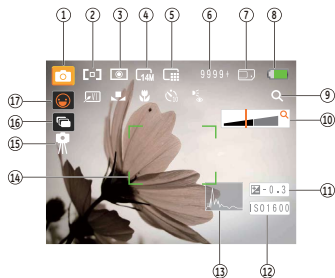 ① ② ③ ④ ⑤ ⑥ ⑦ ⑧
14M 9999+
⑰ ⑨
⑯ ⑩
⑮
⑭ -0.3 ⑪
ISO1600
⑬ ⑫